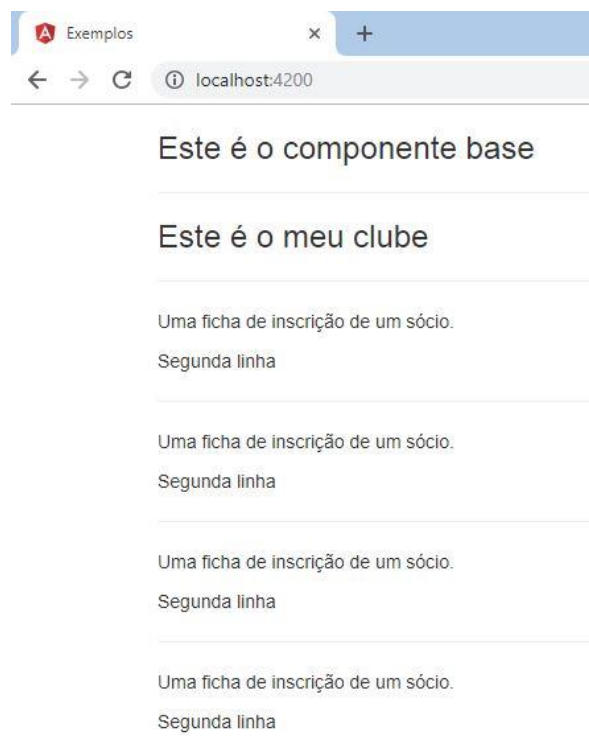 Exemplos
localhost:4200
Este é o componente base
Este é o meu clube
Uma ficha de inscrição de um sócio.
Segunda linha
Uma ficha de inscrição de um sócio.
Segunda linha
Uma ficha de inscrição de um sócio.
Segunda linha
Uma ficha de inscrição de um sócio.
Segunda linha